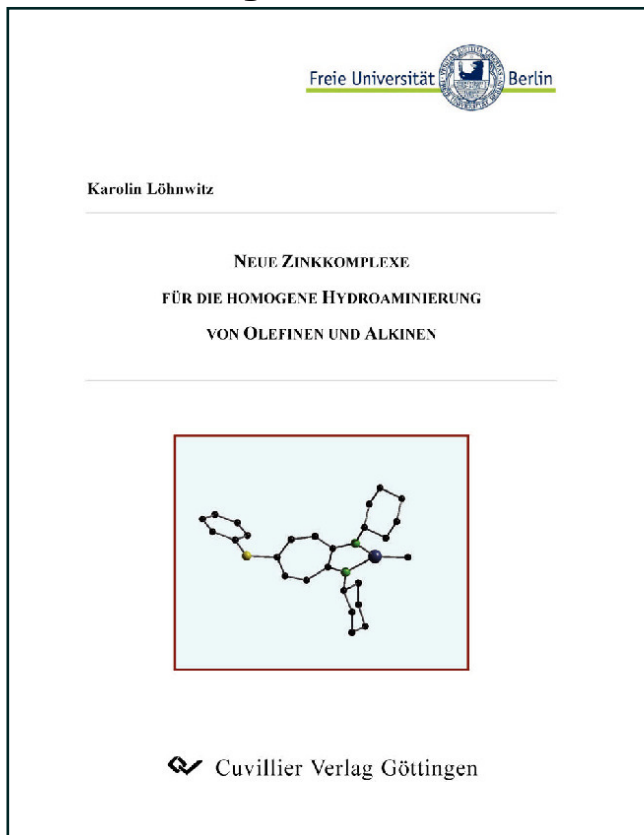 Freie Universität Berlin
Karolin Löhnwitz
NEUE ZINKKOMPLEXE
FÜR DIE HOMOGENE HYDROAMINIERUNG
VON OLEFINEN UND ALKINEN
Cuvillier Verlag Göttingen